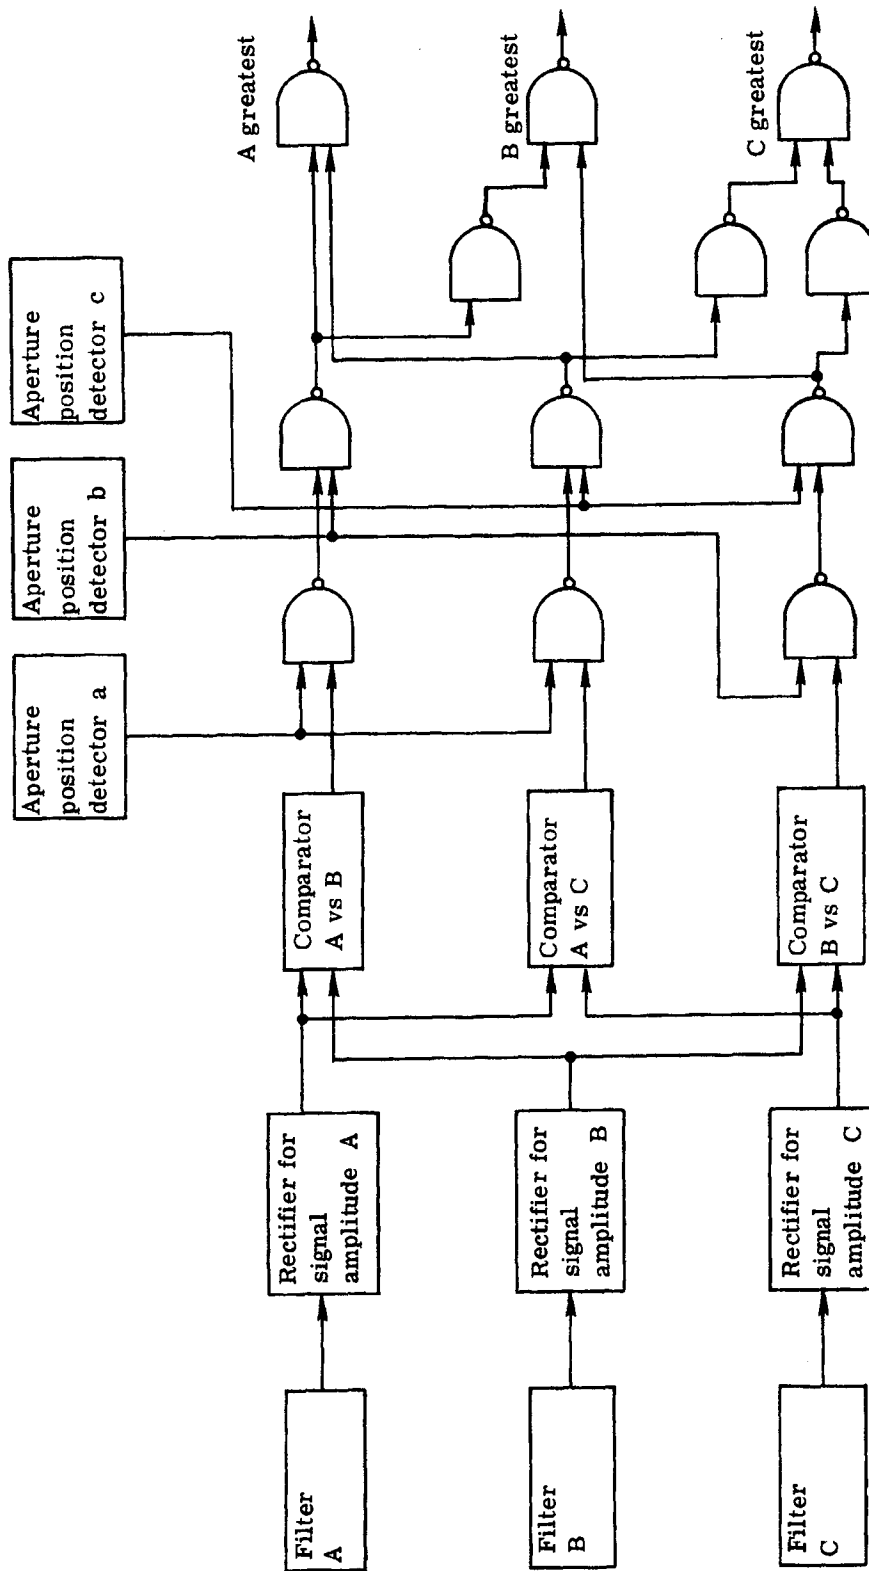 Aperture
position
detector a
Aperture
position
detector b
Aperture
position
detector c
Filter
A
Rectifier for
signal
amplitude A
Comparator
A vs B
A greatest
Filter
B
Rectifier for
signal
amplitude B
Comparator
A vs C
B greatest
Filter
C
Rectifier for
signal
amplitude C
Comparator
B vs C
C greatest